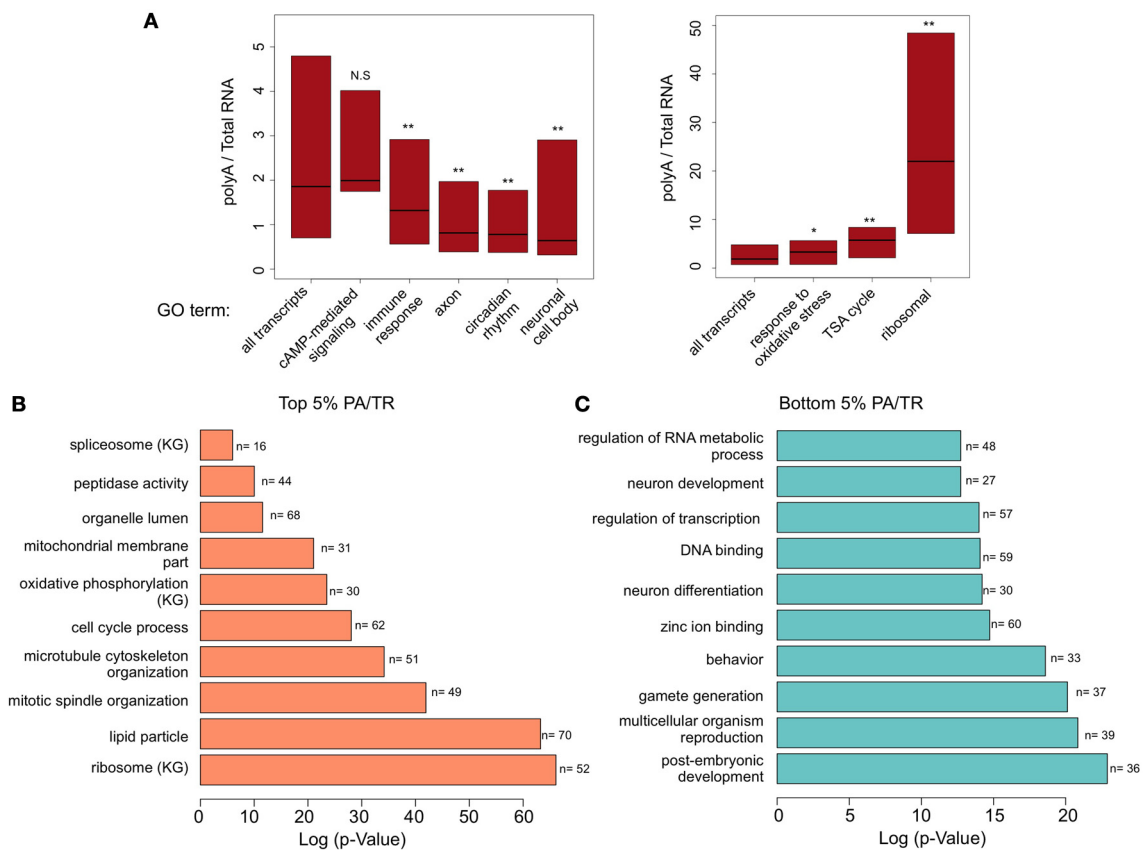 A
polyA / Total RNA
5
4
3
2
1
0
N.S
**
**
**
**
GO term:
all transcripts
cAMP-mediated
signaling
immune
response
axon
circadian
rhythm
neuronal
cell body
polyA / Total RNA
50
40
30
20
10
0
*
**
**
all transcripts
response to
oxidative stress
TSA cycle
ribosomal
B
Top 5% PA/TR
spliceosome (KG)
n= 16
peptidase activity
n= 44
organelle lumen
n= 68
mitochondrial membrane
part
n= 31
oxidative phosphorylation
(KG)
n= 30
cell cycle process
n= 62
microtubule cytoskeleton
organization
n= 51
mitotic spindle organization
n= 49
lipid particle
n= 70
ribosome (KG)
n= 52
0 10 20 30 40 50 60
Log (p-Value)
C
Bottom 5% PA/TR
regulation of RNA metabolic
process
n= 48
neuron development
n= 27
regulation of transcription
n= 57
DNA binding
n= 59
neuron differentiation
n= 30
zinc ion binding
n= 60
behavior
n= 33
gamete generation
n= 37
multicellular organism
reproduction
n= 39
post-embryonic
development
n= 36
0 5 10 15 20
Log (p-Value)